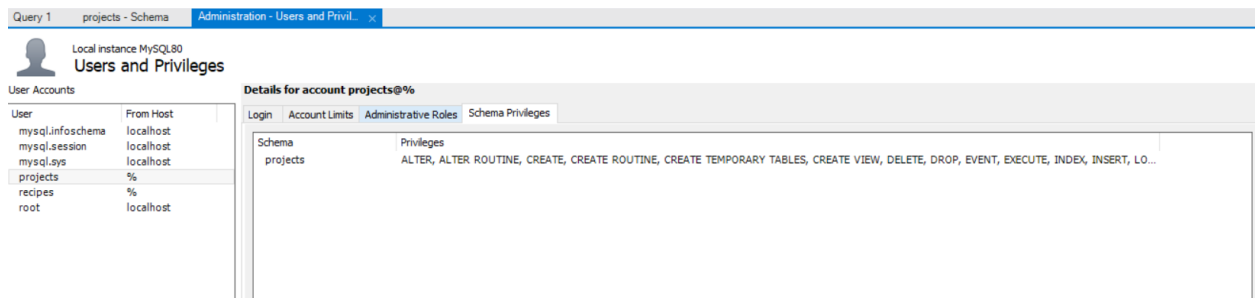 Query 1 projects - Schema Administration - Users and Privil...
Local instance MySQL80
Users and Privileges
User Accounts
User From Host
mysql.infoschema localhost
mysql.session localhost
mysql.sys localhost
projects %
recipes %
root localhost
Details for account projects@%
Login Account Limits Administrative Roles Schema Privileges
Schema Privileges
projects ALTER, ALTER ROUTINE, CREATE, CREATE ROUTINE, CREATE TEMPORARY TABLES, CREATE VIEW, DELETE, DROP, EVENT, EXECUTE, INDEX, INSERT, LO...